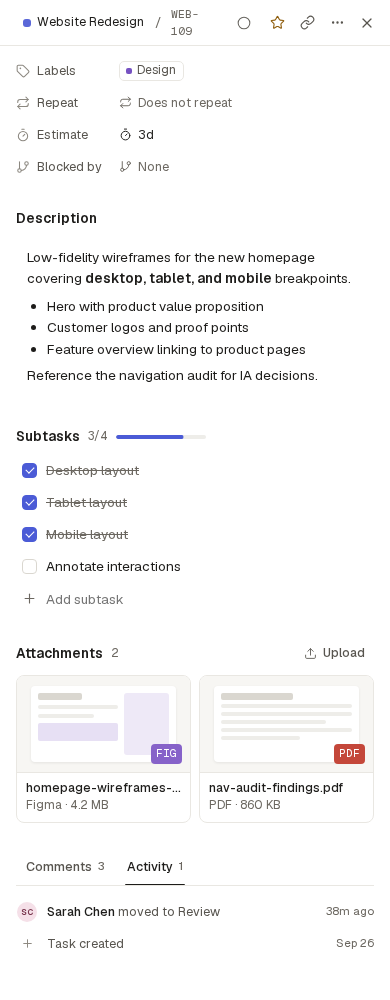 Website Redesign / WEB-
109
Labels Design
Repeat Does not repeat
Estimate 3d
Blocked by None
Description
Low-fidelity wireframes for the new homepage
covering desktop, tablet, and mobile breakpoints.
Hero with product value proposition
Customer logos and proof points
Feature overview linking to product pages
Reference the navigation audit for IA decisions.
Subtasks 3/4
Desktop layout
Tablet layout
Mobile layout
Annotate interactions
Add subtask
Attachments 2 Upload
FIG PDF
homepage-wireframes-... nav-audit-findings.pdf
Figma · 4.2 MB PDF · 860 KB
Comments 3 Activity 1
SC Sarah Chen moved to Review 38m ago
Task created Sep 26